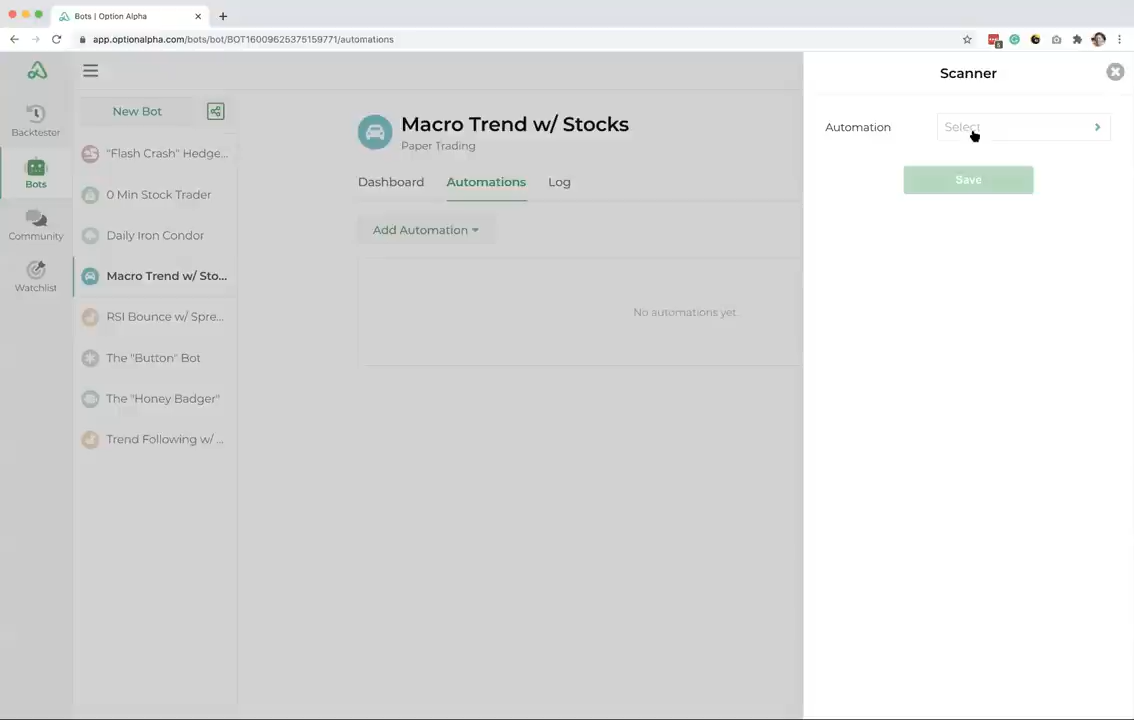 Bots | Option Alpha
app.optionalpha.com/bots/bot/BOT16009625375159771/automations
5
Backtester
Bots
Community
Watchlist
New Bot
"Flash Crash" Hedge...
0 Min Stock Trader
Daily Iron Condor
Macro Trend w/ Sto...
RSI Bounce w/ Spre...
The "Button" Bot
The "Honey Badger"
Trend Following w/ ...
Macro Trend w/ Stocks
Paper Trading
Dashboard
Automations
Log
Add Automation
No automations yet.
Scanner
Automation
Select
Save